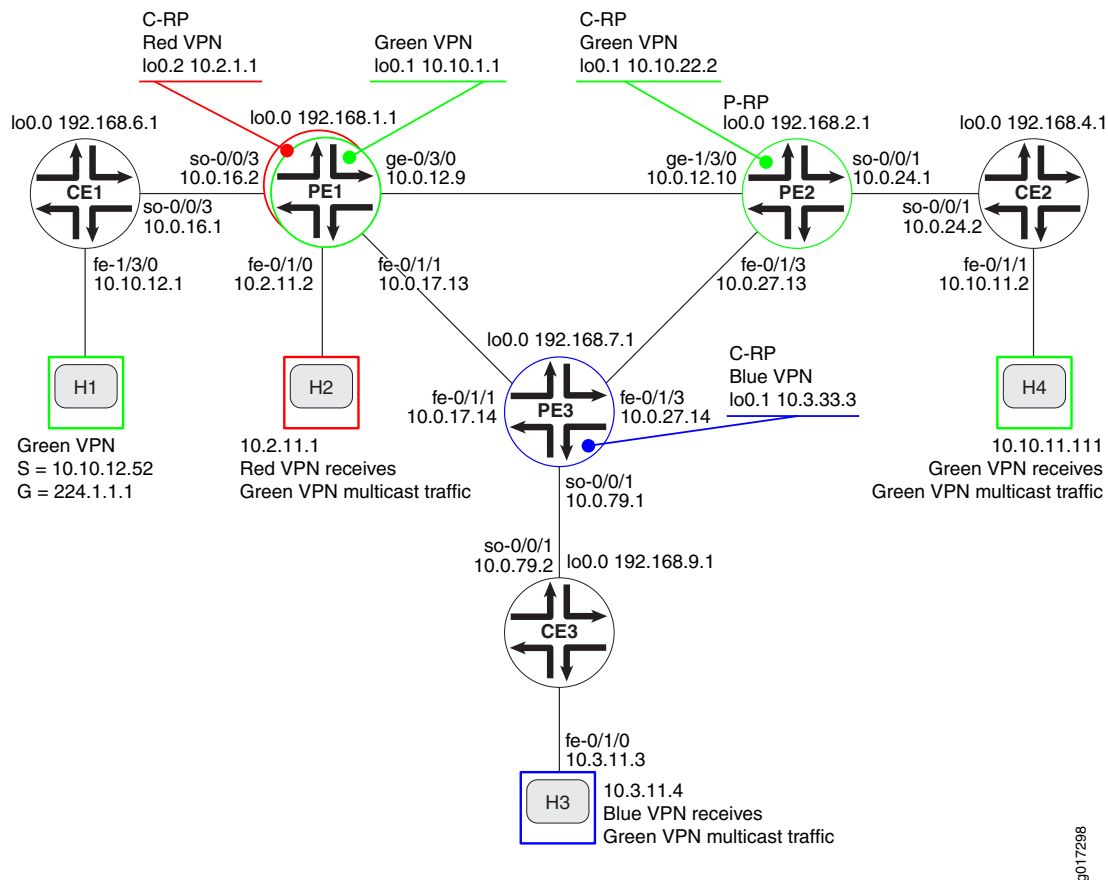 C-RP
Red VPN
lo0.2 10.2.1.1
Green VPN
lo0.1 10.10.1.1
C-RP
Green VPN
lo0.1 10.10.22.2
lo0.0 192.168.6.1
lo0.0 192.168.1.1
P-RP
lo0.0 192.168.2.1
lo0.0 192.168.4.1
so-0/0/3
10.0.16.2
ge-0/3/0
10.0.12.9
ge-1/3/0
10.0.12.10
so-0/0/1
10.0.24.1
CE1
PE1
PE2
CE2
so-0/0/3
10.0.16.1
so-0/0/1
10.0.24.2
fe-1/3/0
10.10.12.1
fe-0/1/0
10.2.11.2
fe-0/1/1
10.0.17.13
fe-0/1/3
10.0.27.13
fe-0/1/1
10.10.11.2
lo0.0 192.168.7.1
C-RP
Blue VPN
lo0.1 10.3.33.3
H1
H2
H4
fe-0/1/1
10.0.17.14
PE3
fe-0/1/3
10.0.27.14
Green VPN
S = 10.10.12.52
G = 224.1.1.1
10.2.11.1
Red VPN receives
Green VPN multicast traffic
10.10.11.111
Green VPN receives
Green VPN multicast traffic
so-0/0/1
10.0.79.1
so-0/0/1
10.0.79.2
lo0.0 192.168.9.1
CE3
fe-0/1/0
10.3.11.3
H3
10.3.11.4
Blue VPN receives
Green VPN multicast traffic
g017298